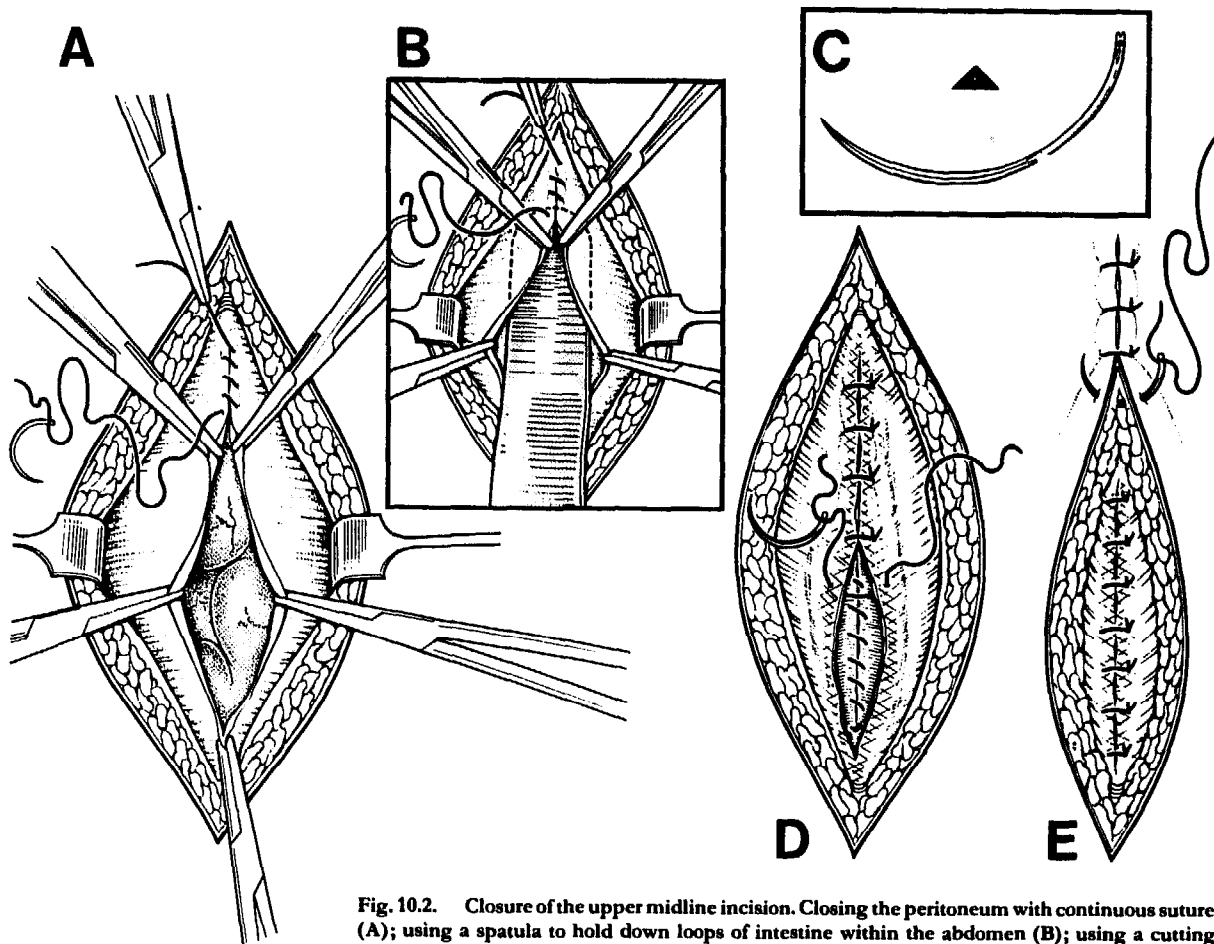 A
B
C
D
E
Fig. 10.2. Closure of the upper midline incision. Closing the peritoneum with continuous suture
(A); using a spatula to hold down loops of intestine within the abdomen (B); using a cutting